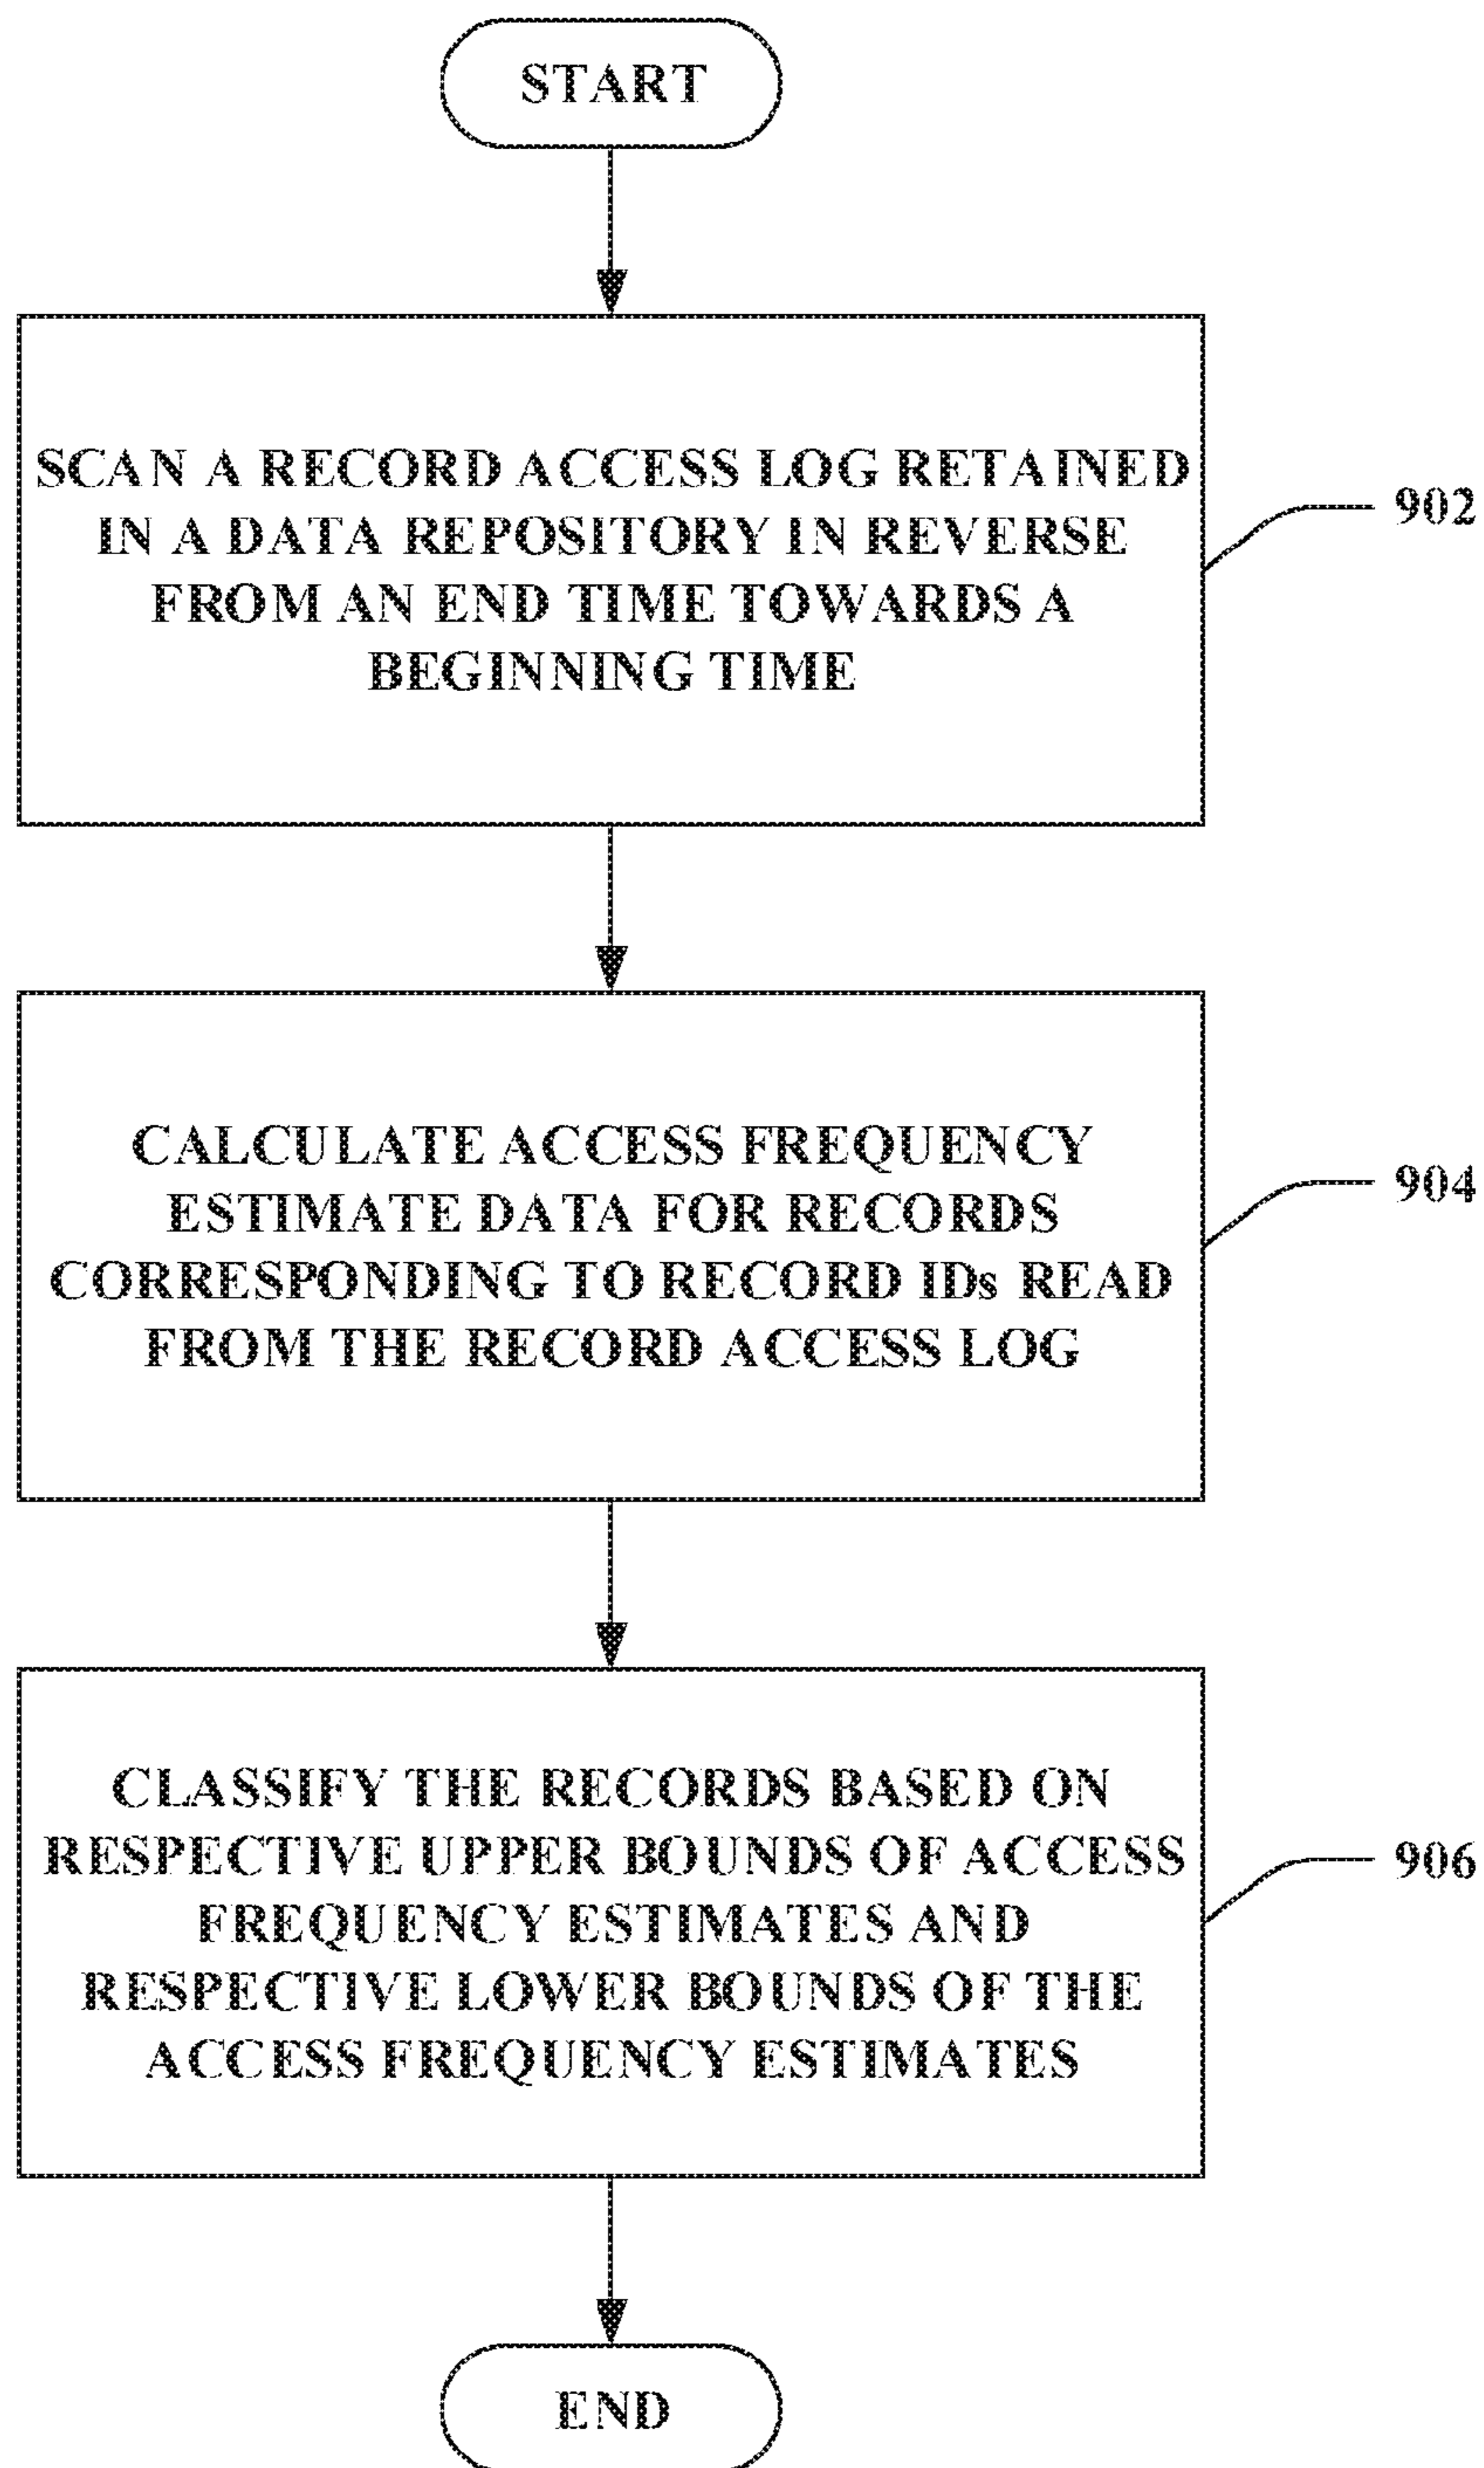 START
SCAN A RECORD ACCESS LOG RETAINED
IN A DATA REPOSITORY IN REVERSE
FROM AN END TIME TOWARDS A
BEGINNING TIME
902
CALCULATE ACCESS FREQUENCY
ESTIMATE DATA FOR RECORDS
CORRESPONDING TO RECORD IDs READ
FROM THE RECORD ACCESS LOG
904
CLASSIFY THE RECORDS BASED ON
RESPECTIVE UPPER BOUNDS OF ACCESS
FREQUENCY ESTIMATES AND
RESPECTIVE LOWER BOUNDS OF THE
ACCESS FREQUENCY ESTIMATES
906
END